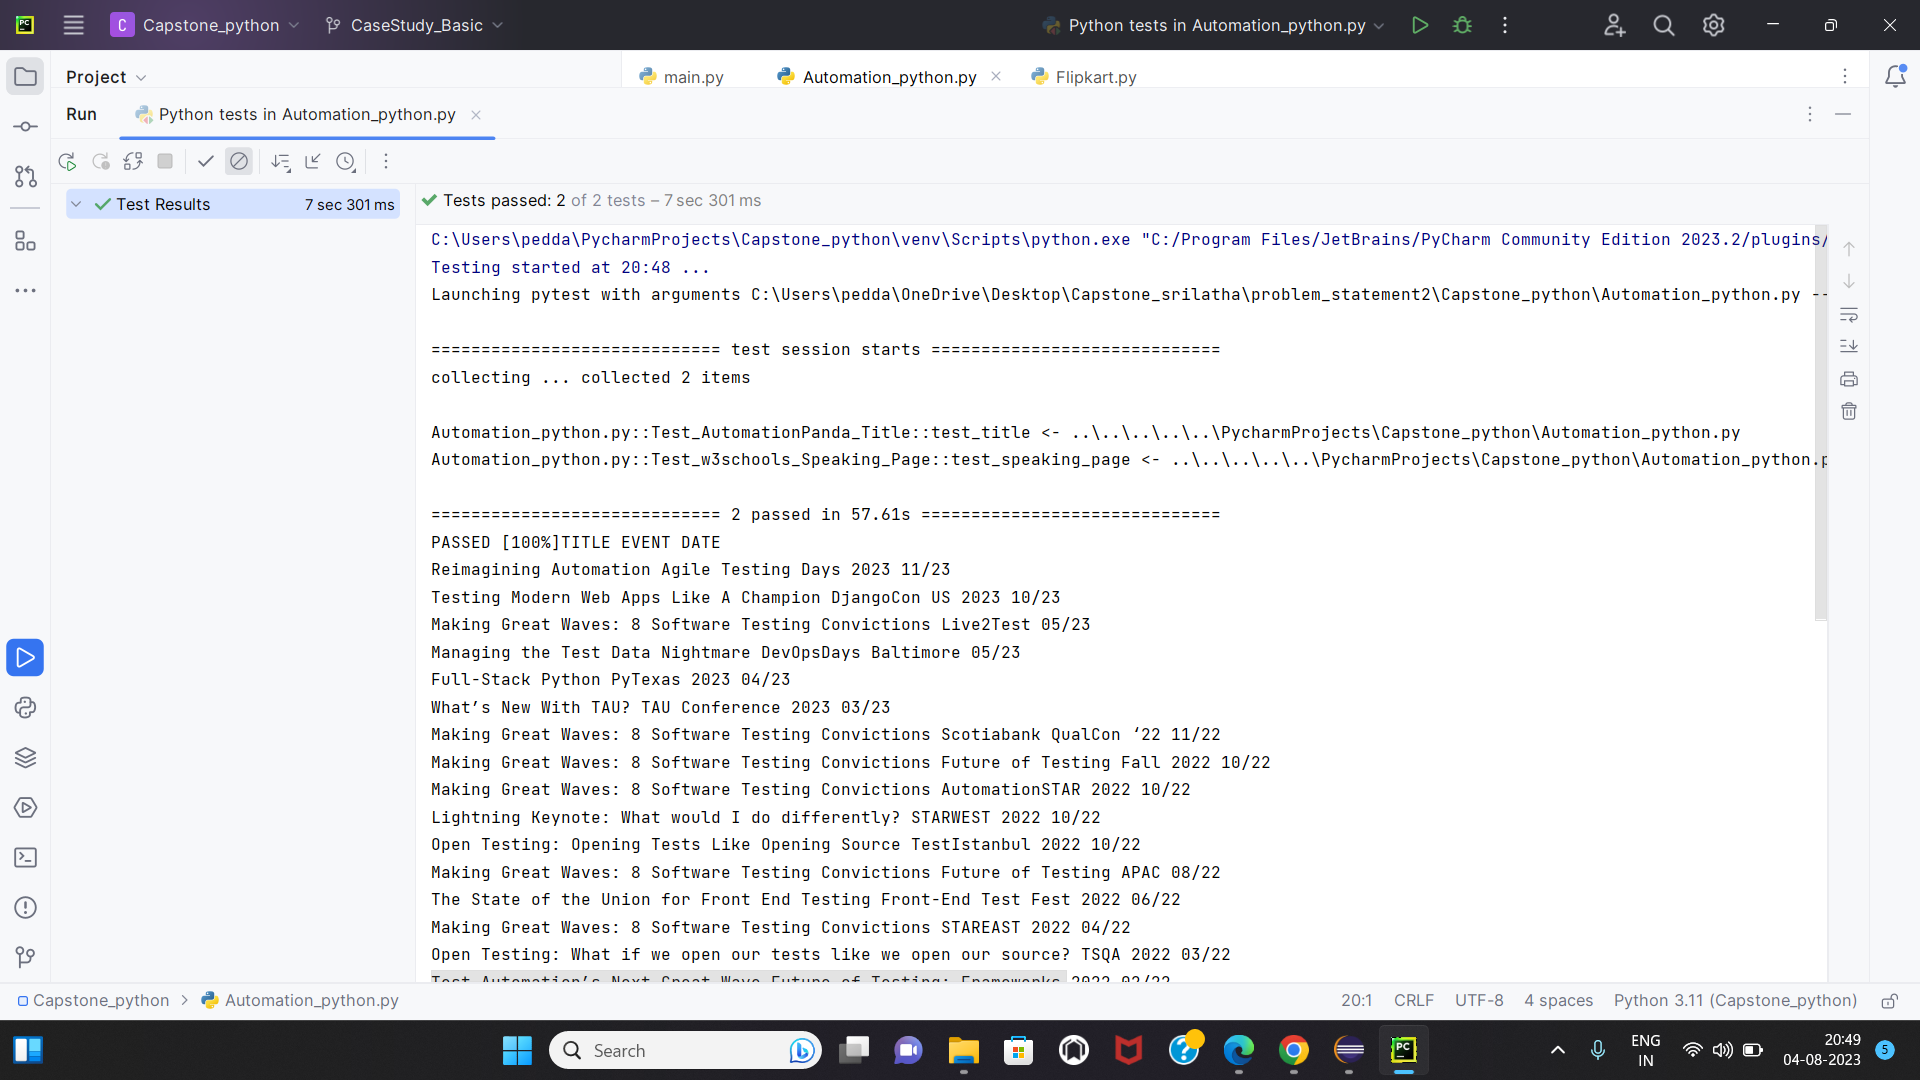 Capstone_python CaseStudy_Basic Python tests in Automation_python.py
Project main.py Automation_python.py Flipkart.py
Run Python tests in Automation_python.py
Test Results 7 sec 301 ms Tests passed: 2 of 2 tests – 7 sec 301 ms
C:\Users\pedda\PycharmProjects\Capstone_python\venv\Scripts\python.exe "C:/Program Files/JetBrains/PyCharm Community Edition 2023.2/plugins/
Testing started at 20:48 ...
Launching pytest with arguments C:\Users\pedda\OneDrive\Desktop\Capstone_srilatha\problem_statement2\Capstone_python\Automation_python.py --
============================= test session starts =============================
collecting ... collected 2 items
Automation_python.py::Test_AutomationPanda_Title::test_title <- ..\..\..\..\..\PycharmProjects\Capstone_python\Automation_python.py
Automation_python.py::Test_w3schools_Speaking_Page::test_speaking_page <- ..\..\..\..\..\PycharmProjects\Capstone_python\Automation_python.p
============================= 2 passed in 57.61s ==============================
PASSED [100%]TITLE EVENT DATE
Reimagining Automation Agile Testing Days 2023 11/23
Testing Modern Web Apps Like A Champion DjangoCon US 2023 10/23
Making Great Waves: 8 Software Testing Convictions Live2Test 05/23
Managing the Test Data Nightmare DevOpsDays Baltimore 05/23
Full-Stack Python PyTexas 2023 04/23
What’s New With TAU? TAU Conference 2023 03/23
Making Great Waves: 8 Software Testing Convictions Scotiabank QualCon ‘22 11/22
Making Great Waves: 8 Software Testing Convictions Future of Testing Fall 2022 10/22
Making Great Waves: 8 Software Testing Convictions AutomationSTAR 2022 10/22
Lightning Keynote: What would I do differently? STARWEST 2022 10/22
Open Testing: Opening Tests Like Opening Source TestIstanbul 2022 10/22
Making Great Waves: 8 Software Testing Convictions Future of Testing APAC 08/22
The State of the Union for Front End Testing Front-End Test Fest 2022 06/22
Making Great Waves: 8 Software Testing Convictions STAREAST 2022 04/22
Open Testing: What if we open our tests like we open our source? TSQA 2022 03/22
Test Automation’s Next Great Wave Future of Testing: Frameworks 2022 02/22
Capstone_python > Automation_python.py 20:1 CRLF UTF-8 4 spaces Python 3.11 (Capstone_python)
Search ENG IN 20:49 04-08-2023 5